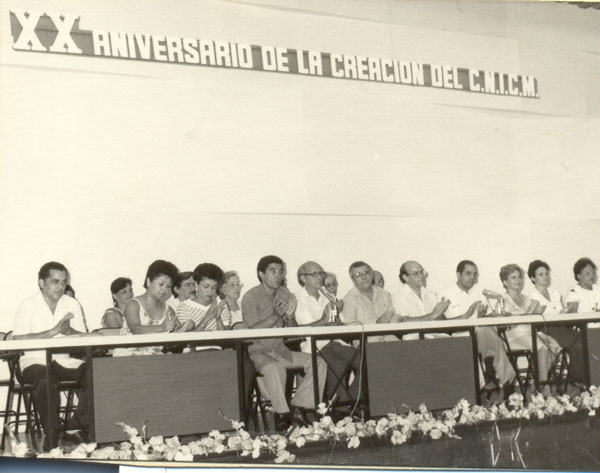 XX ANIVERSARIO DE LA CREACION DEL C.N.I.C.M.